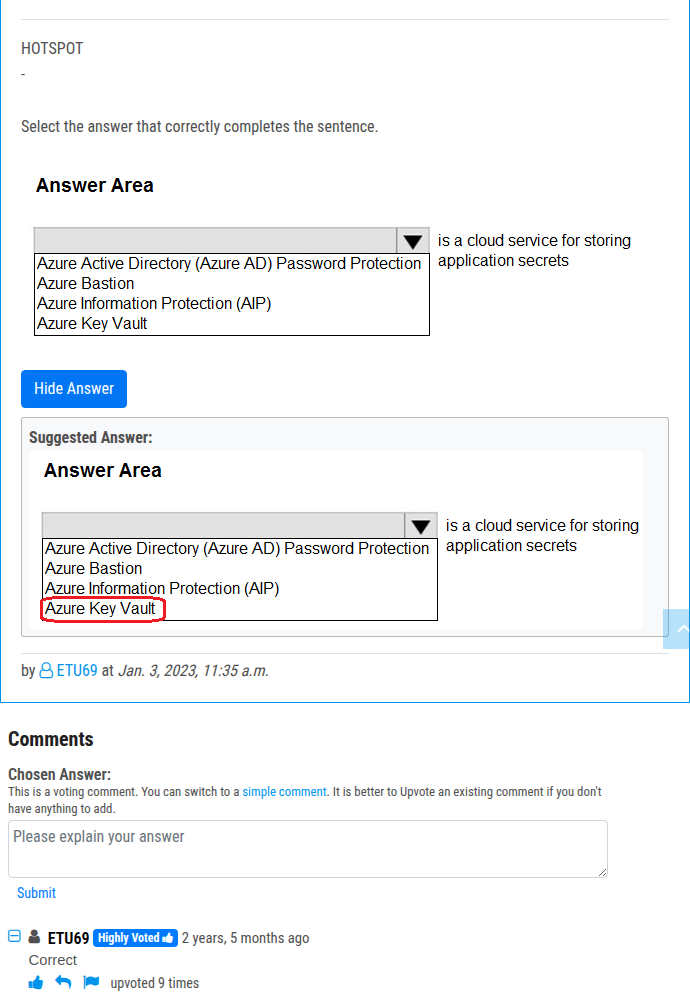 HOTSPOT
-
Select the answer that correctly completes the sentence.
Answer Area
is a cloud service for storing
application secrets
Azure Active Directory (Azure AD) Password Protection
Azure Bastion
Azure Information Protection (AIP)
Azure Key Vault
Hide Answer
Suggested Answer:
Answer Area
is a cloud service for storing
application secrets
Azure Active Directory (Azure AD) Password Protection
Azure Bastion
Azure Information Protection (AIP)
Azure Key Vault
by ETU69 at Jan. 3, 2023, 11:35 a.m.
Comments
Chosen Answer:
This is a voting comment. You can switch to a simple comment. It is better to Upvote an existing comment if you don't
have anything to add.
Please explain your answer
Submit
ETU69 Highly Voted 2 years, 5 months ago
Correct
upvoted 9 times